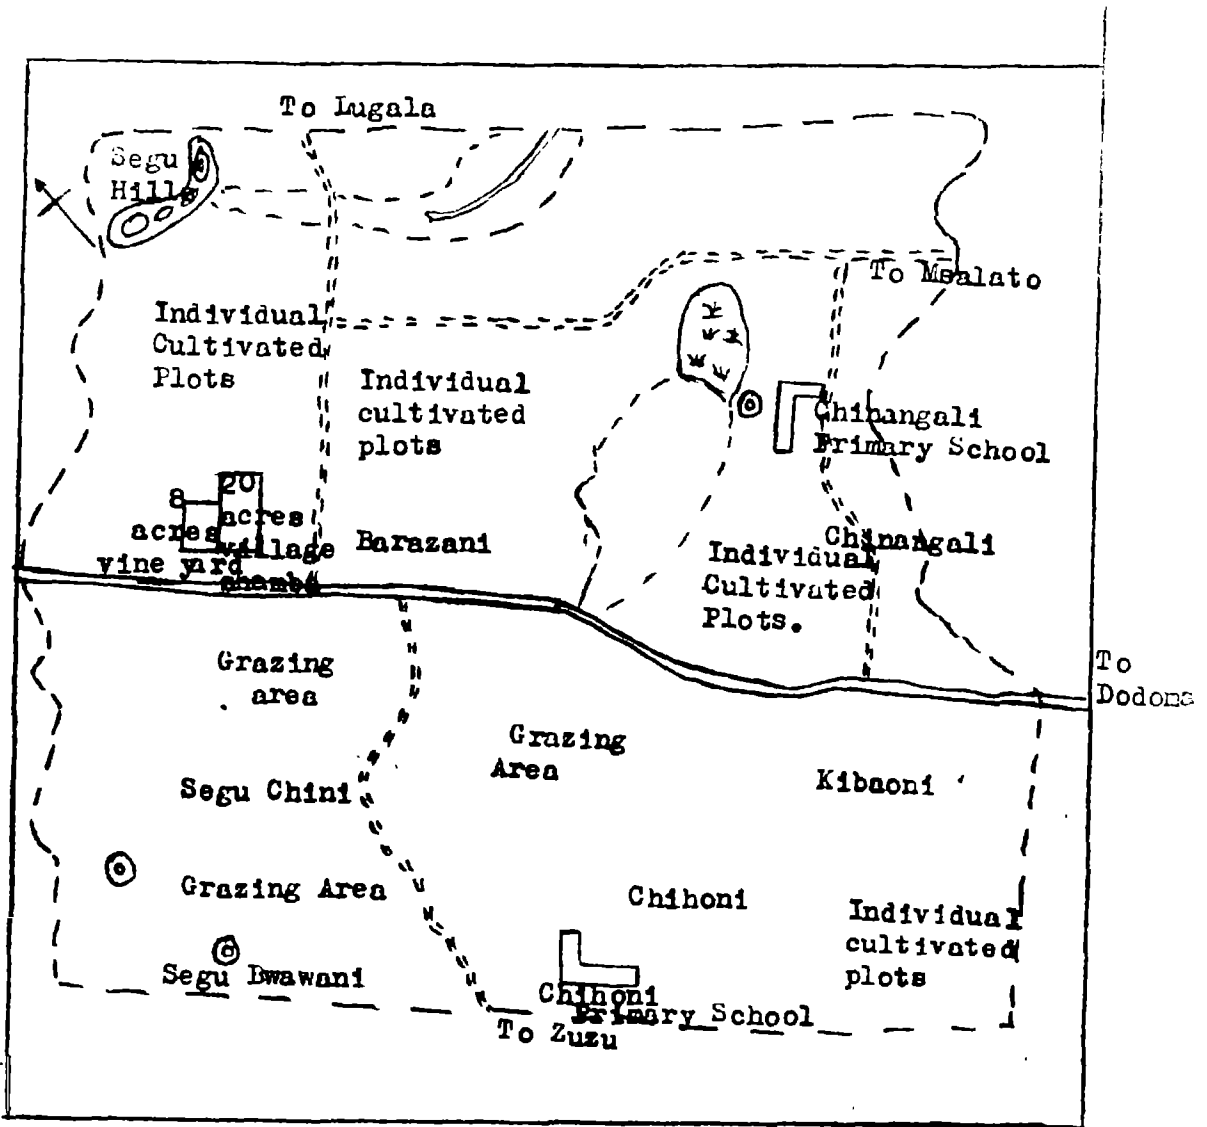 To Lugala
Segu
Hills
To Msalato
Individual
Cultivated
Plots
Individual
cultivated
plots
Chinangali
Primary School
8
acres
vine yard
20
acres
village
shamba
Barazani
Chinangali
Individual
Cultivated
Plots.
To
Dodoma
Grazing
area
Grazing
Area
Kibaoni
Segu Chini
Grazing Area
Chihoni
Individual
cultivated
plots
Segu Bwawani
Chihoni
Primary School
To Zuzu